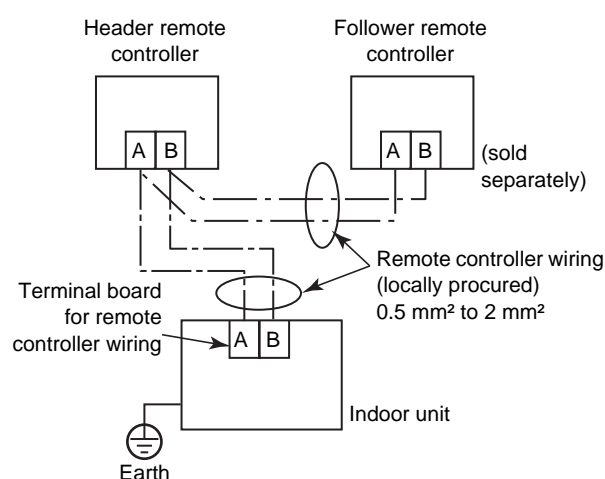 Header remote
controller
Follower remote
controller
A B
A B
(sold
separately)
Remote controller wiring
(locally procured)
0.5 mm² to 2 mm²
Terminal board
for remote
controller wiring
A B
Indoor unit
Earth